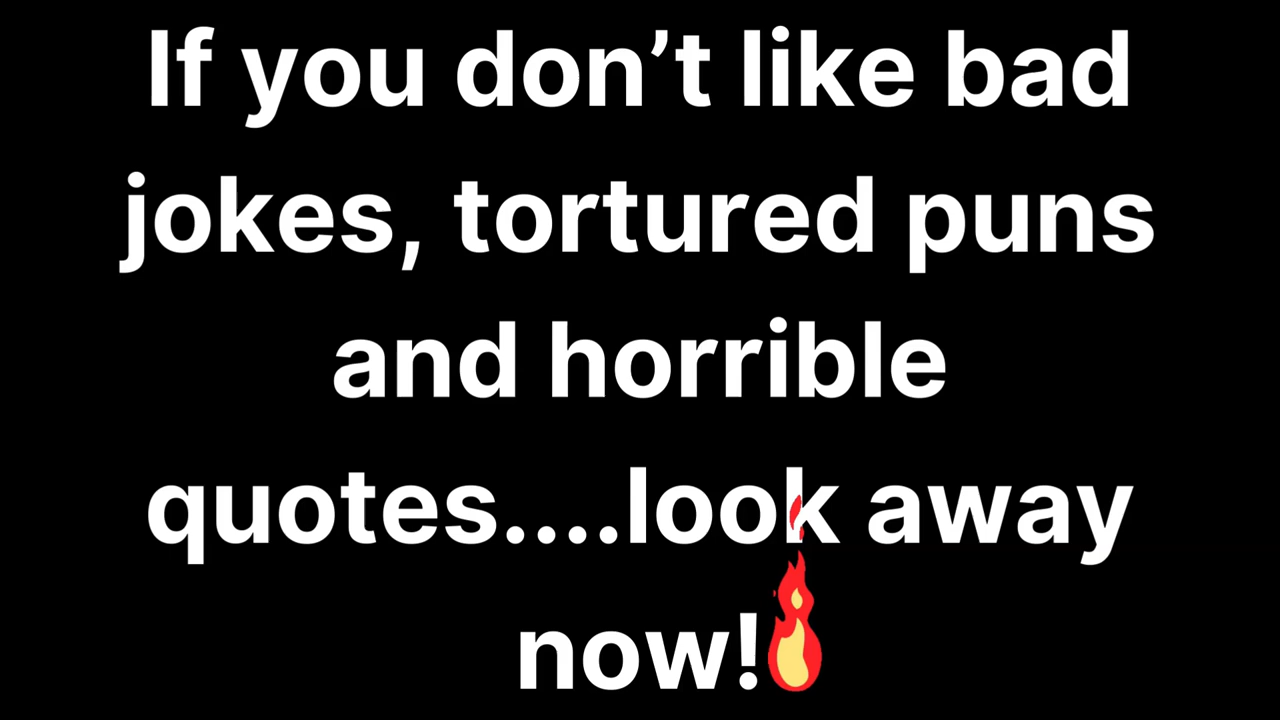 If you don’t like bad
jokes, tortured puns
and horrible
quotes....look away
now!